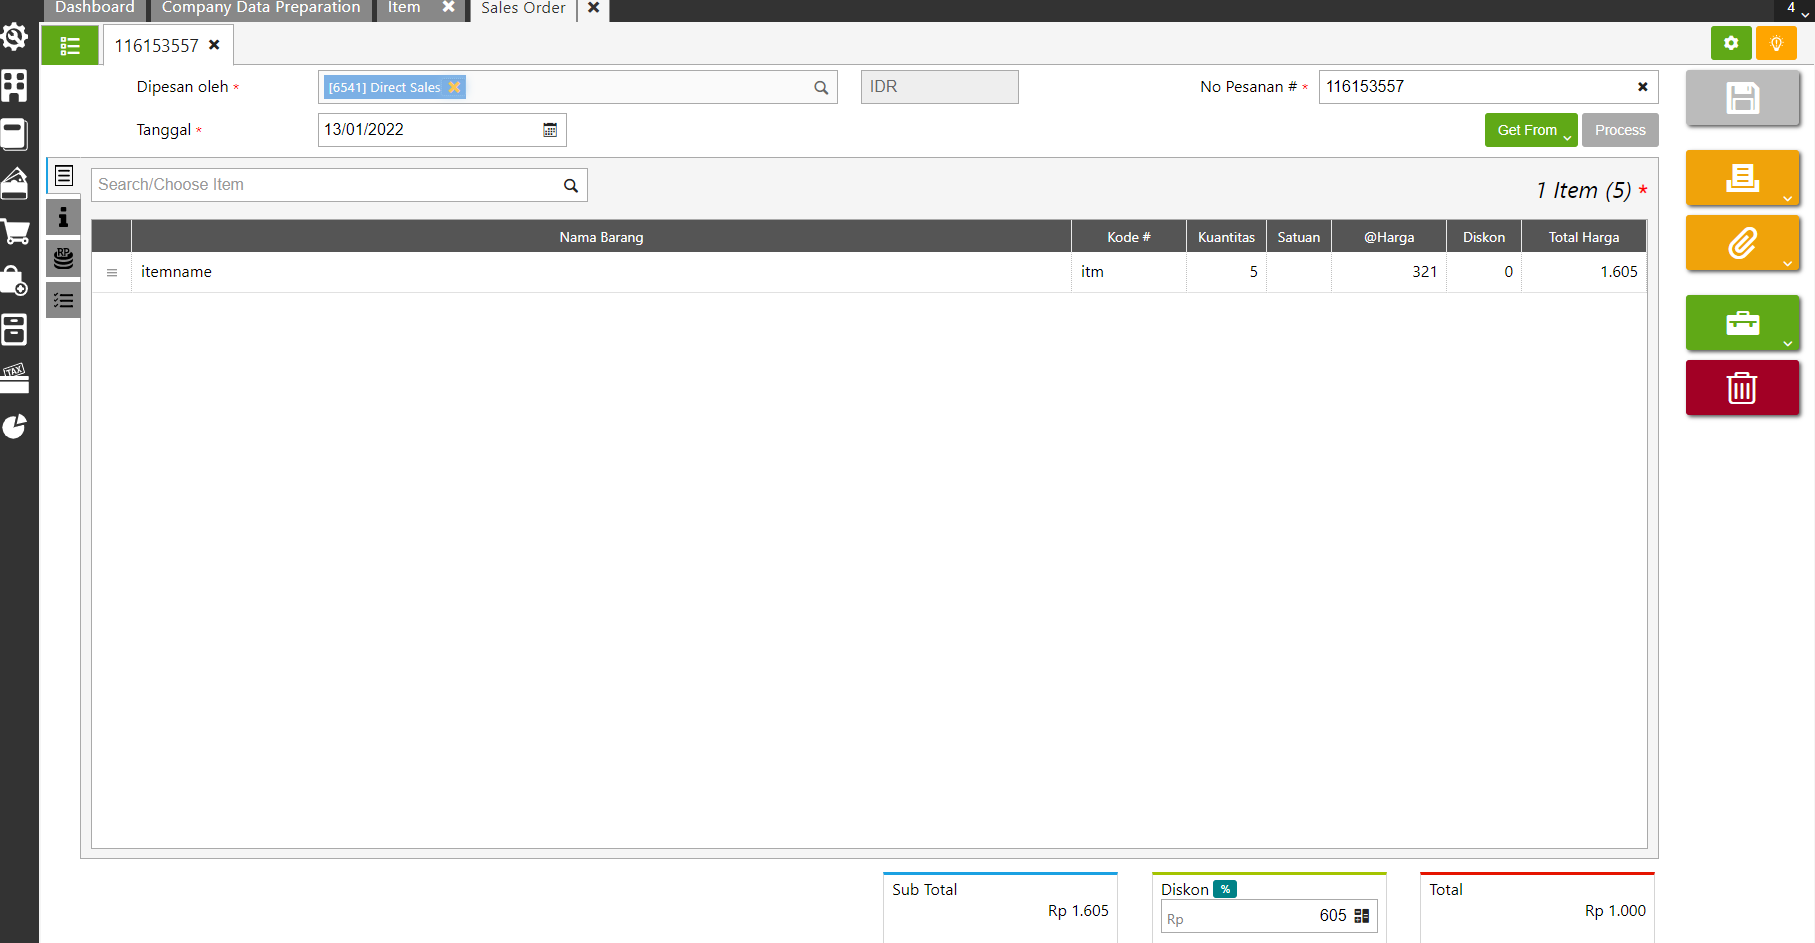 Dashboard Company Data Preparation Item Sales Order 4
116153557
Dipesan oleh * [6541] Direct Sales IDR No Pesanan # * 116153557
Tanggal * 13/01/2022 Get From Process
Search/Choose Item 1 Item (5) *
Nama Barang Kode # Kuantitas Satuan @Harga Diskon Total Harga
itemname itm 5 321 0 1.605
RP
TAX
Sub Total Diskon % Total
Rp 1.605 Rp 605 Rp 1.000